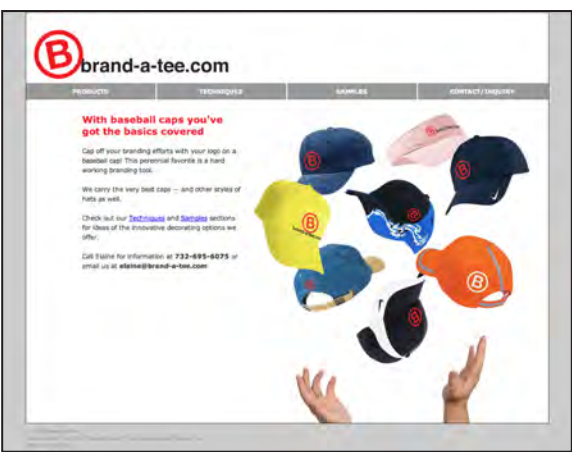 B
brand-a-tee.com
PRODUCTS TECHNIQUES SAMPLES CONTACT/INQUIRY
With baseball caps you've
got the basics covered
Cap off your branding efforts with your logo on a
baseball cap! This perennial favorite is a hard
working branding tool.
We carry the very best caps — and other styles of
hats as well.
Check out our Techniques and Samples sections
for ideas of the innovative decorating options we
offer.
Call Elaine for information at 732-695-6075 or
email us at elaine@brand-a-tee.com
B
B
B
B
B
B
B